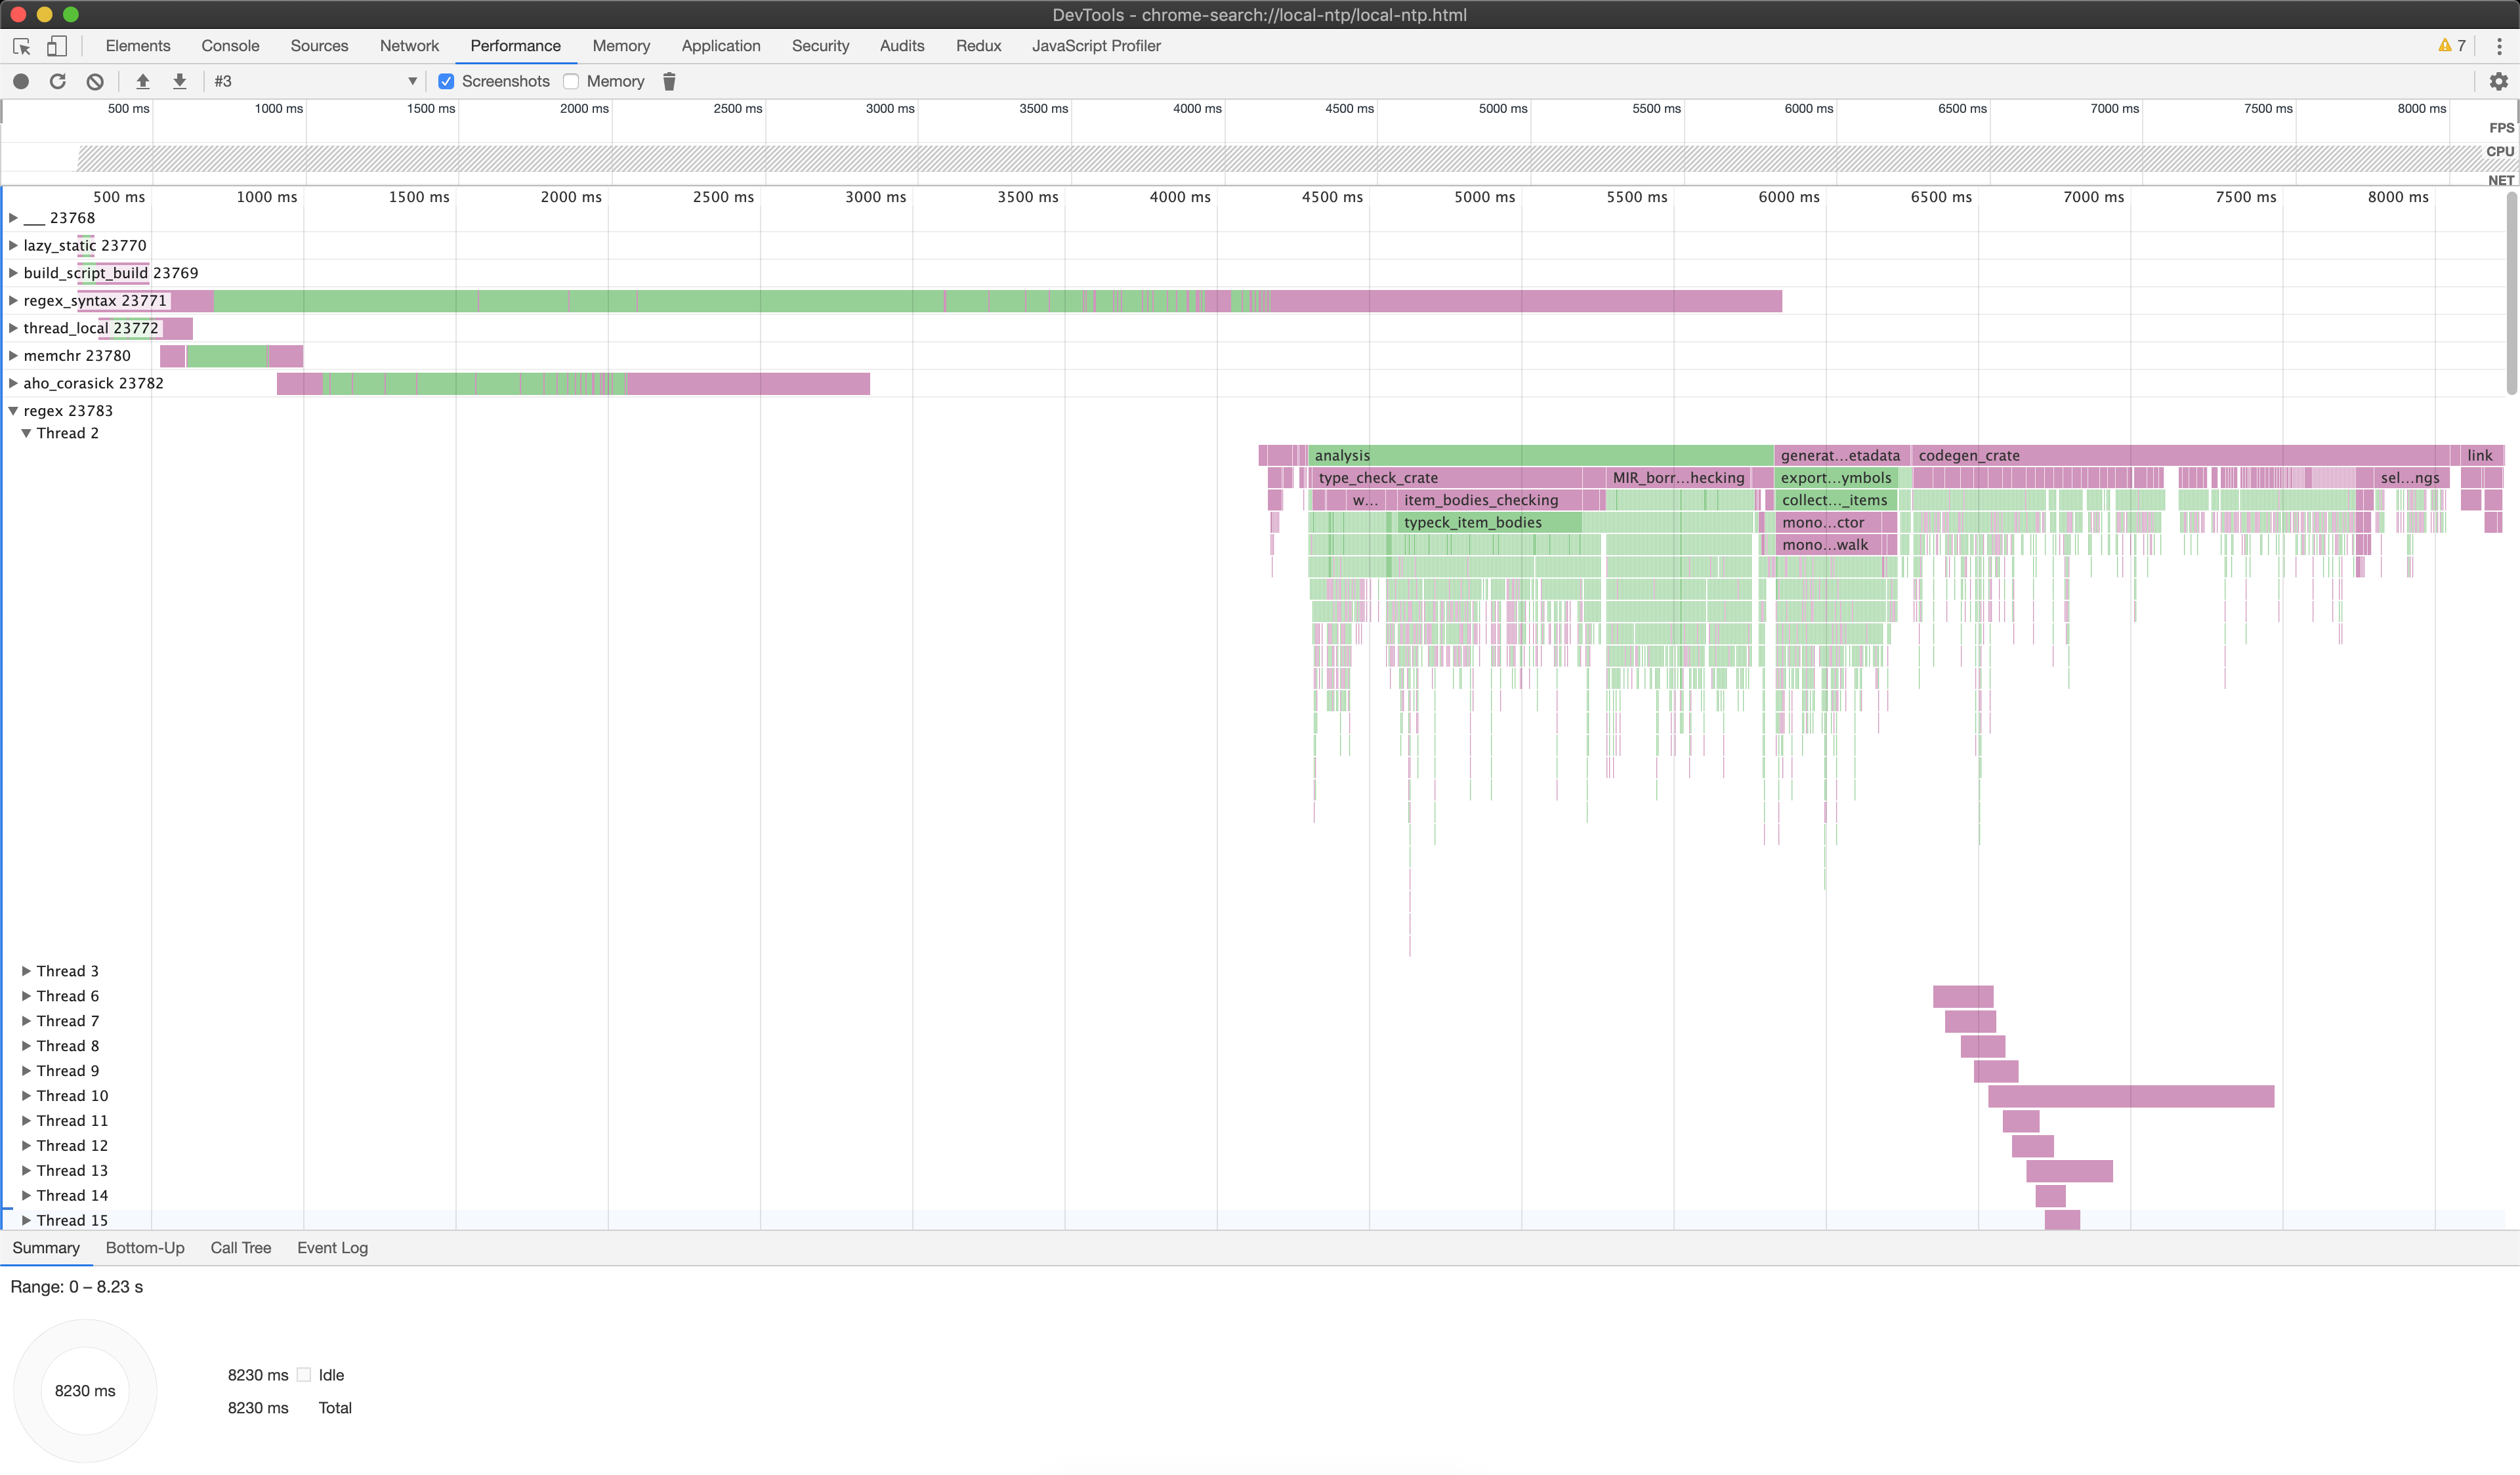 DevTools - chrome-search://local-ntp/local-ntp.html
Elements Console Sources Network Performance Memory Application Security Audits Redux JavaScript Profiler 7
#3 Screenshots Memory
500 ms 1000 ms 1500 ms 2000 ms 2500 ms 3000 ms 3500 ms 4000 ms 4500 ms 5000 ms 5500 ms 6000 ms 6500 ms 7000 ms 7500 ms 8000 ms
FPS
CPU
NET
500 ms 1000 ms 1500 ms 2000 ms 2500 ms 3000 ms 3500 ms 4000 ms 4500 ms 5000 ms 5500 ms 6000 ms 6500 ms 7000 ms 7500 ms 8000 ms
___ 23768
lazy_static 23770
build_script_build 23769
regex_syntax 23771
thread_local 23772
memchr 23780
aho_corasick 23782
regex 23783
Thread 2
analysis generat…etadata codegen_crate link
type_check_crate MIR_borr…hecking export…ymbols sel…ngs
w… item_bodies_checking collect…_items
typeck_item_bodies mono…ctor
mono…walk
Thread 3
Thread 6
Thread 7
Thread 8
Thread 9
Thread 10
Thread 11
Thread 12
Thread 13
Thread 14
Thread 15
Summary Bottom-Up Call Tree Event Log
Range: 0 – 8.23 s
8230 ms Idle
8230 ms
8230 ms Total